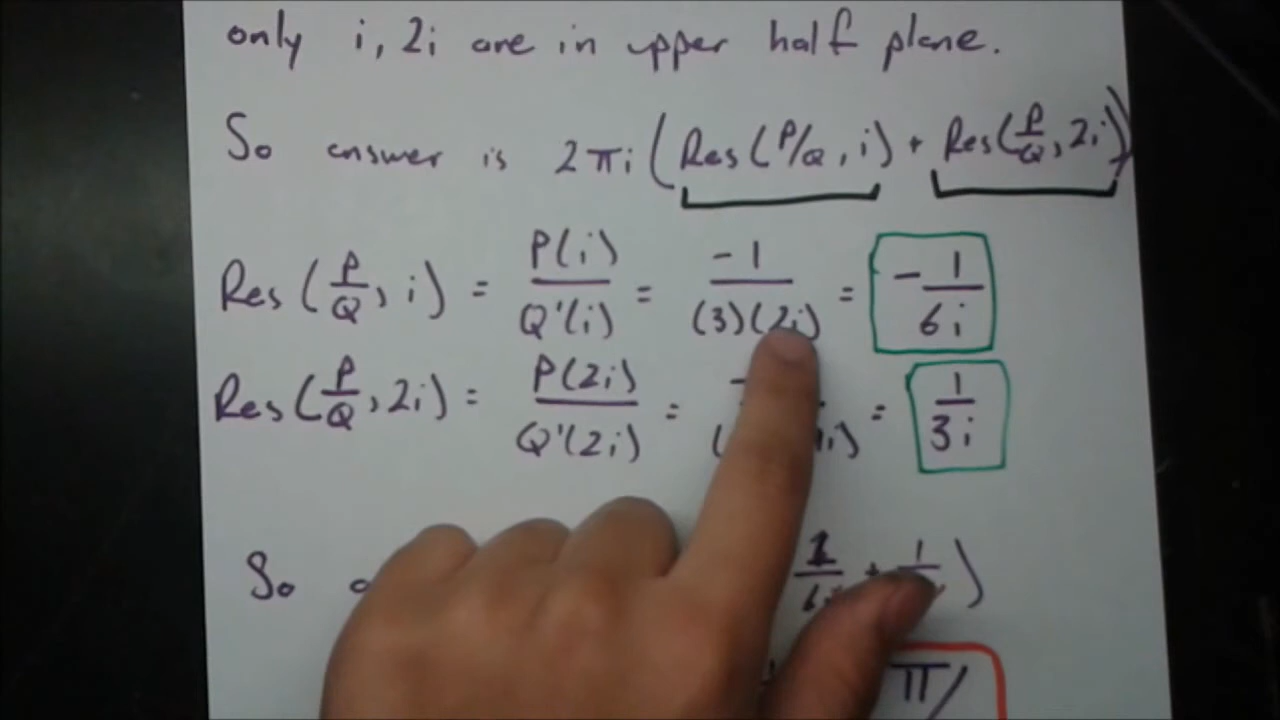 only i, 2i are in upper half plane.
So answer is 2πi (Res(P/Q, i) + Res(P/Q, 2i))
Res(P/Q, i) = P(i)/Q'(i) = -1/(3)(2i) = -1/6i
Res(P/Q, 2i) = P(2i)/Q'(2i) = = 1/3i
So
π/